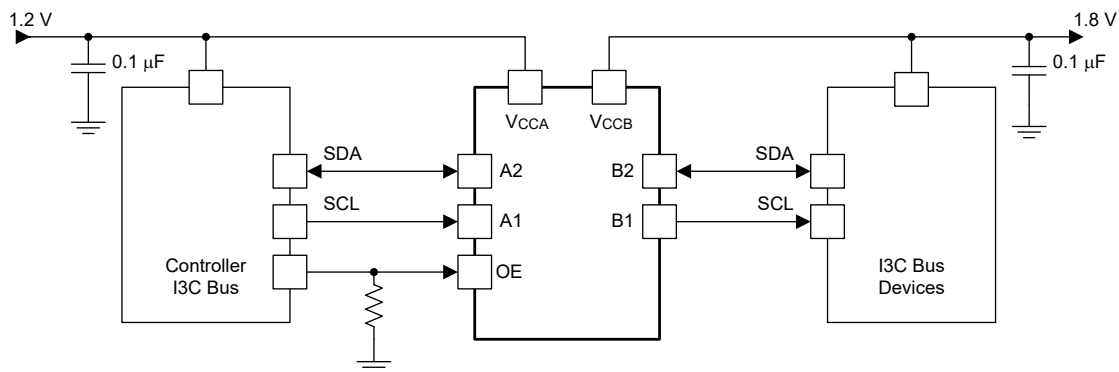 1.2 V
1.8 V
0.1 μF
0.1 μF
VCCA
VCCB
SDA
A2
B2
SDA
SCL
A1
B1
SCL
OE
Controller
I3C Bus
I3C Bus
Devices